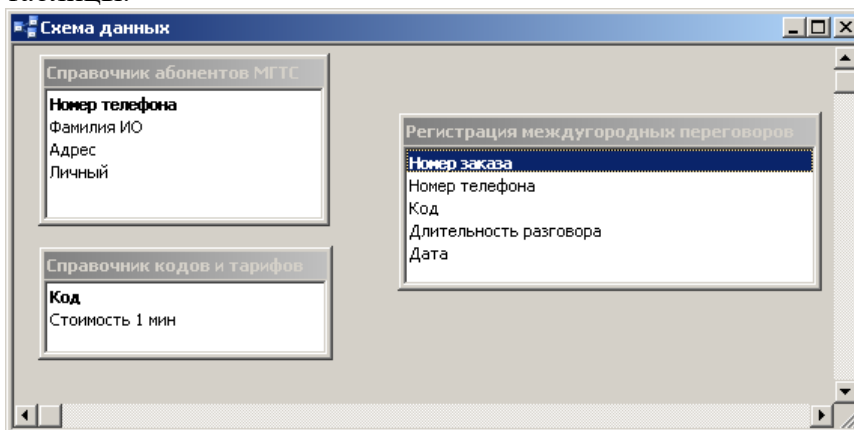 Схема данных
Справочник абонентов МГТС
Номер телефона
Фамилия ИО
Адрес
Личный
Регистрация междугородных переговоров
Номер заказа
Номер телефона
Код
Длительность разговора
Дата
Справочник кодов и тарифов
Код
Стоимость 1 мин